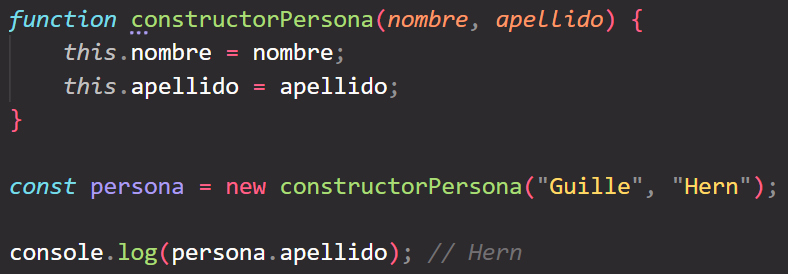 function constructorPersona(nombre, apellido) {
    this.nombre = nombre;
    this.apellido = apellido;
}
const persona = new constructorPersona("Guille", "Hern");
console.log(persona.apellido); // Hern